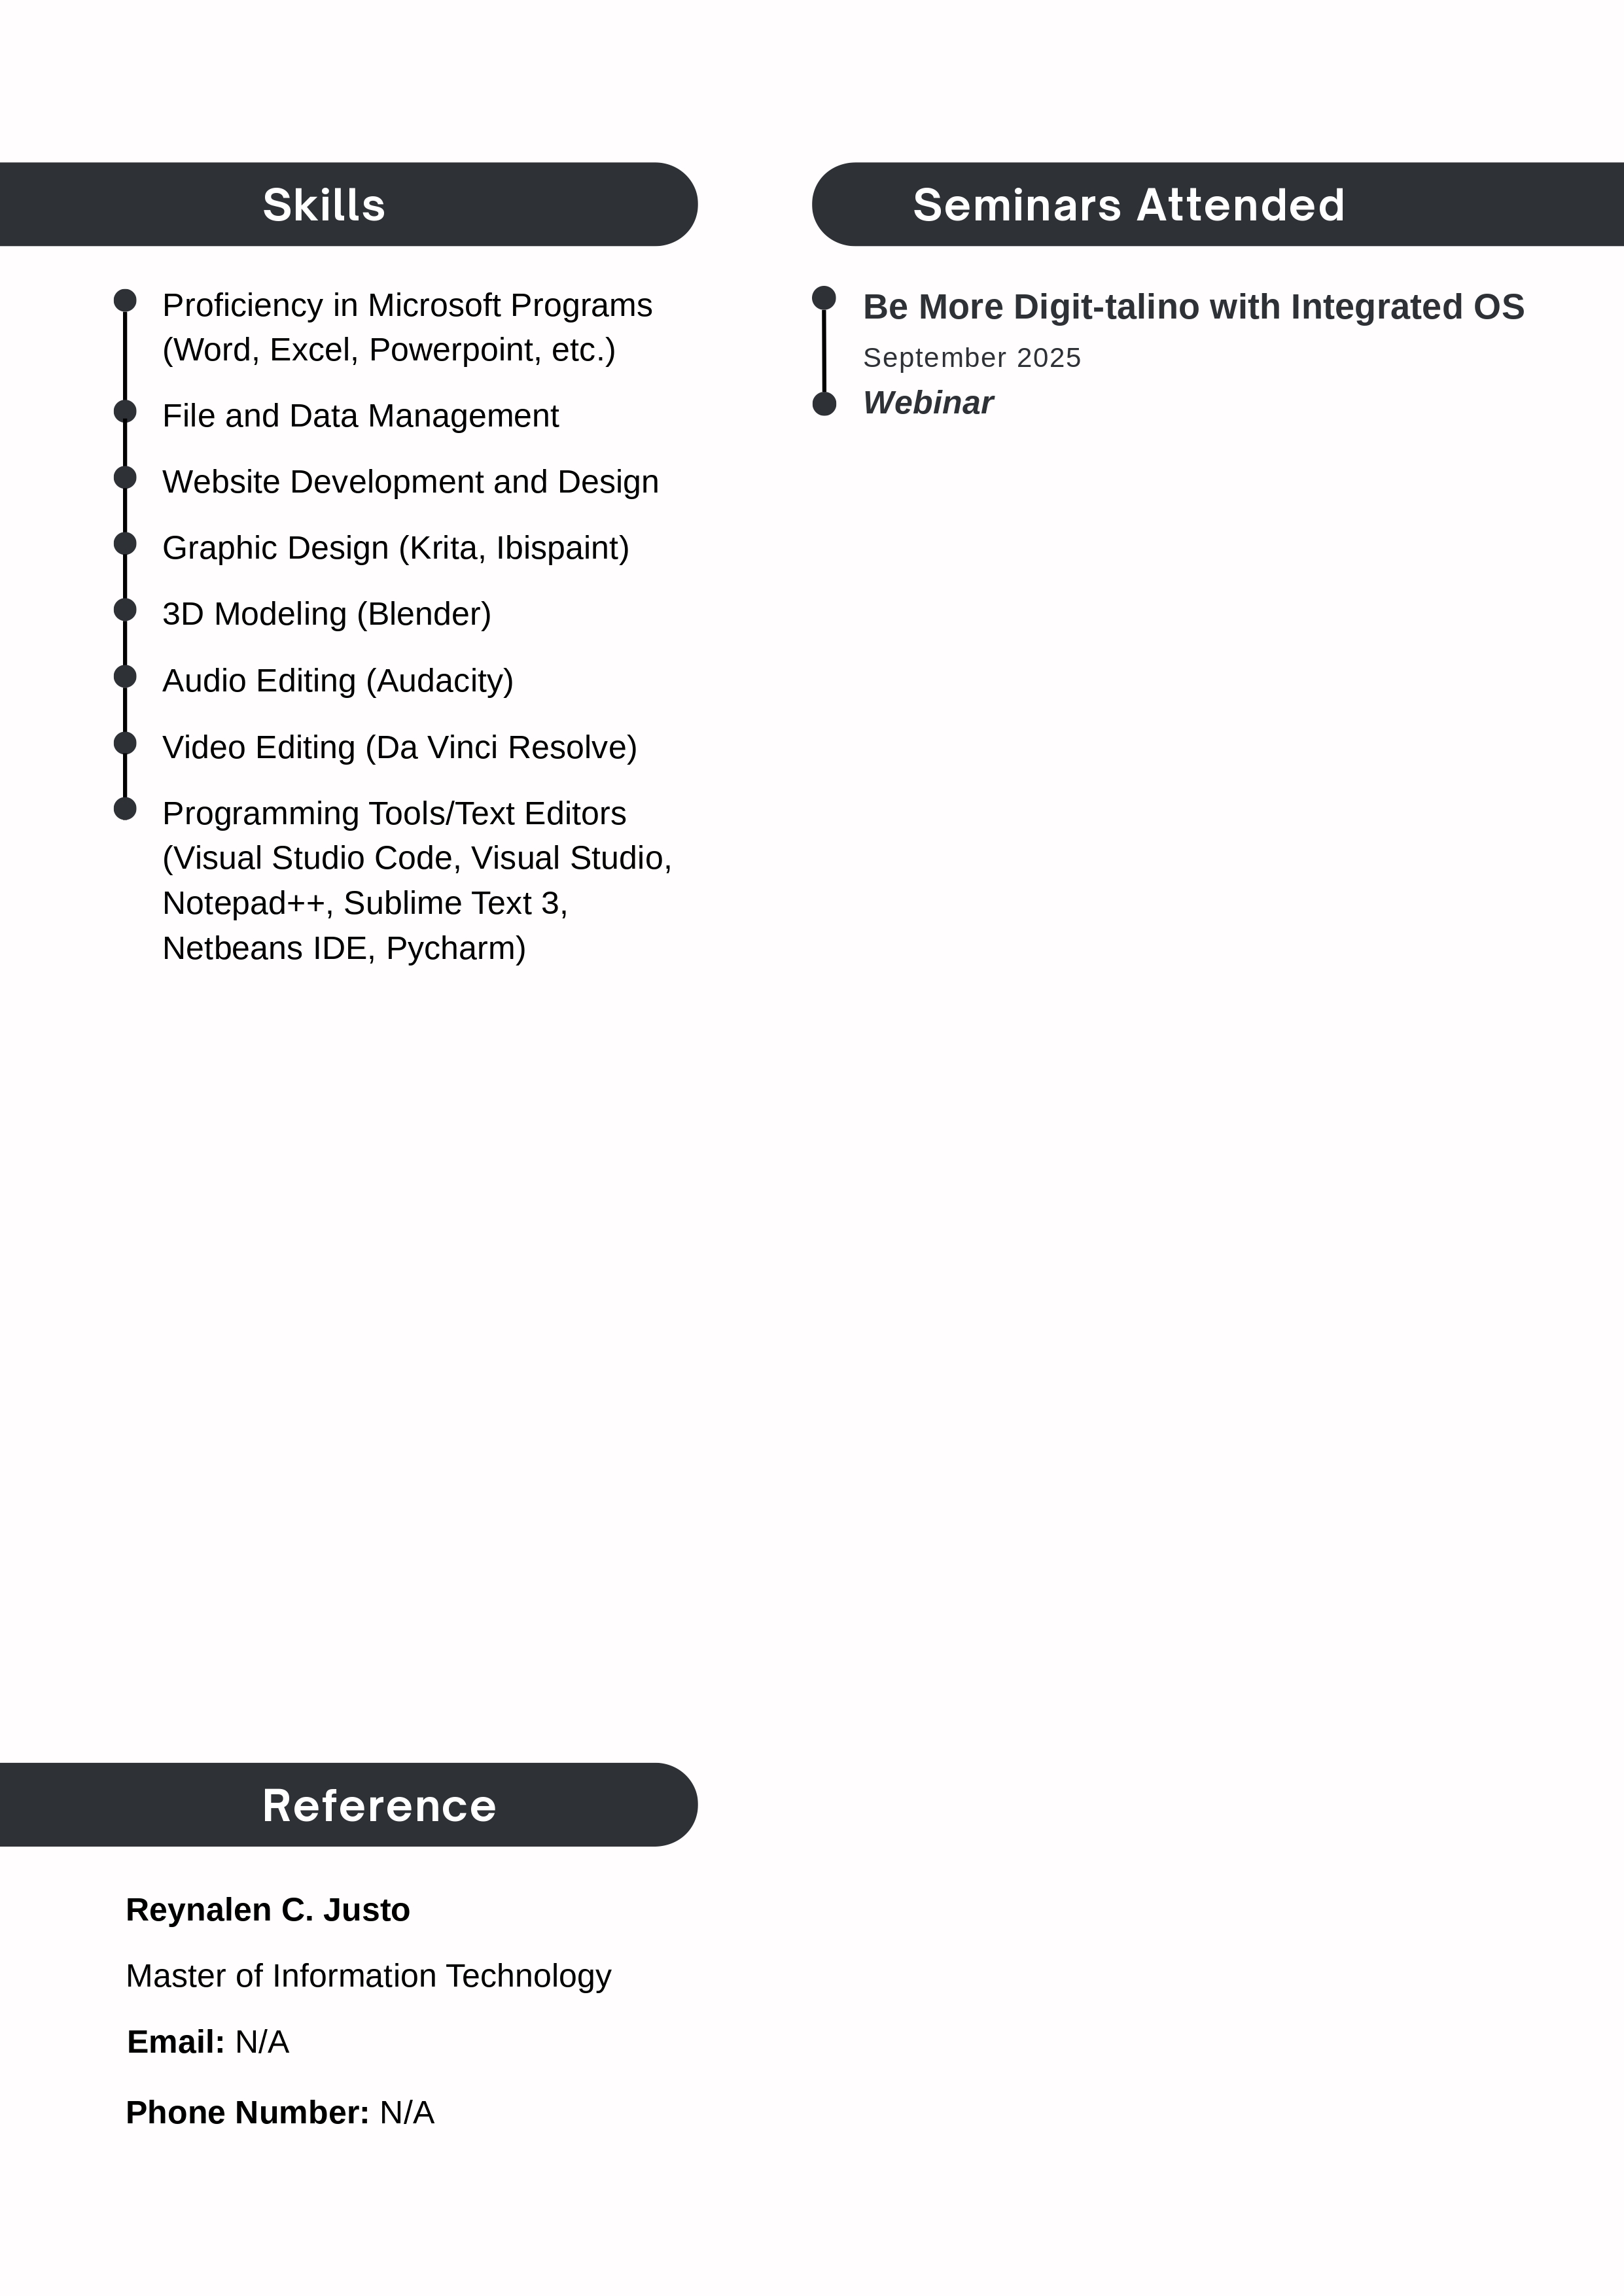 Skills
Proficiency in Microsoft Programs
(Word, Excel, Powerpoint, etc.)
File and Data Management
Website Development and Design
Graphic Design (Krita, Ibispaint)
3D Modeling (Blender)
Audio Editing (Audacity)
Video Editing (Da Vinci Resolve)
Programming Tools/Text Editors
(Visual Studio Code, Visual Studio,
Notepad++, Sublime Text 3,
Netbeans IDE, Pycharm)
Seminars Attended
Be More Digit-talino with Integrated OS
September 2025
Webinar
Reference
Reynalen C. Justo
Master of Information Technology
Email: N/A
Phone Number: N/A